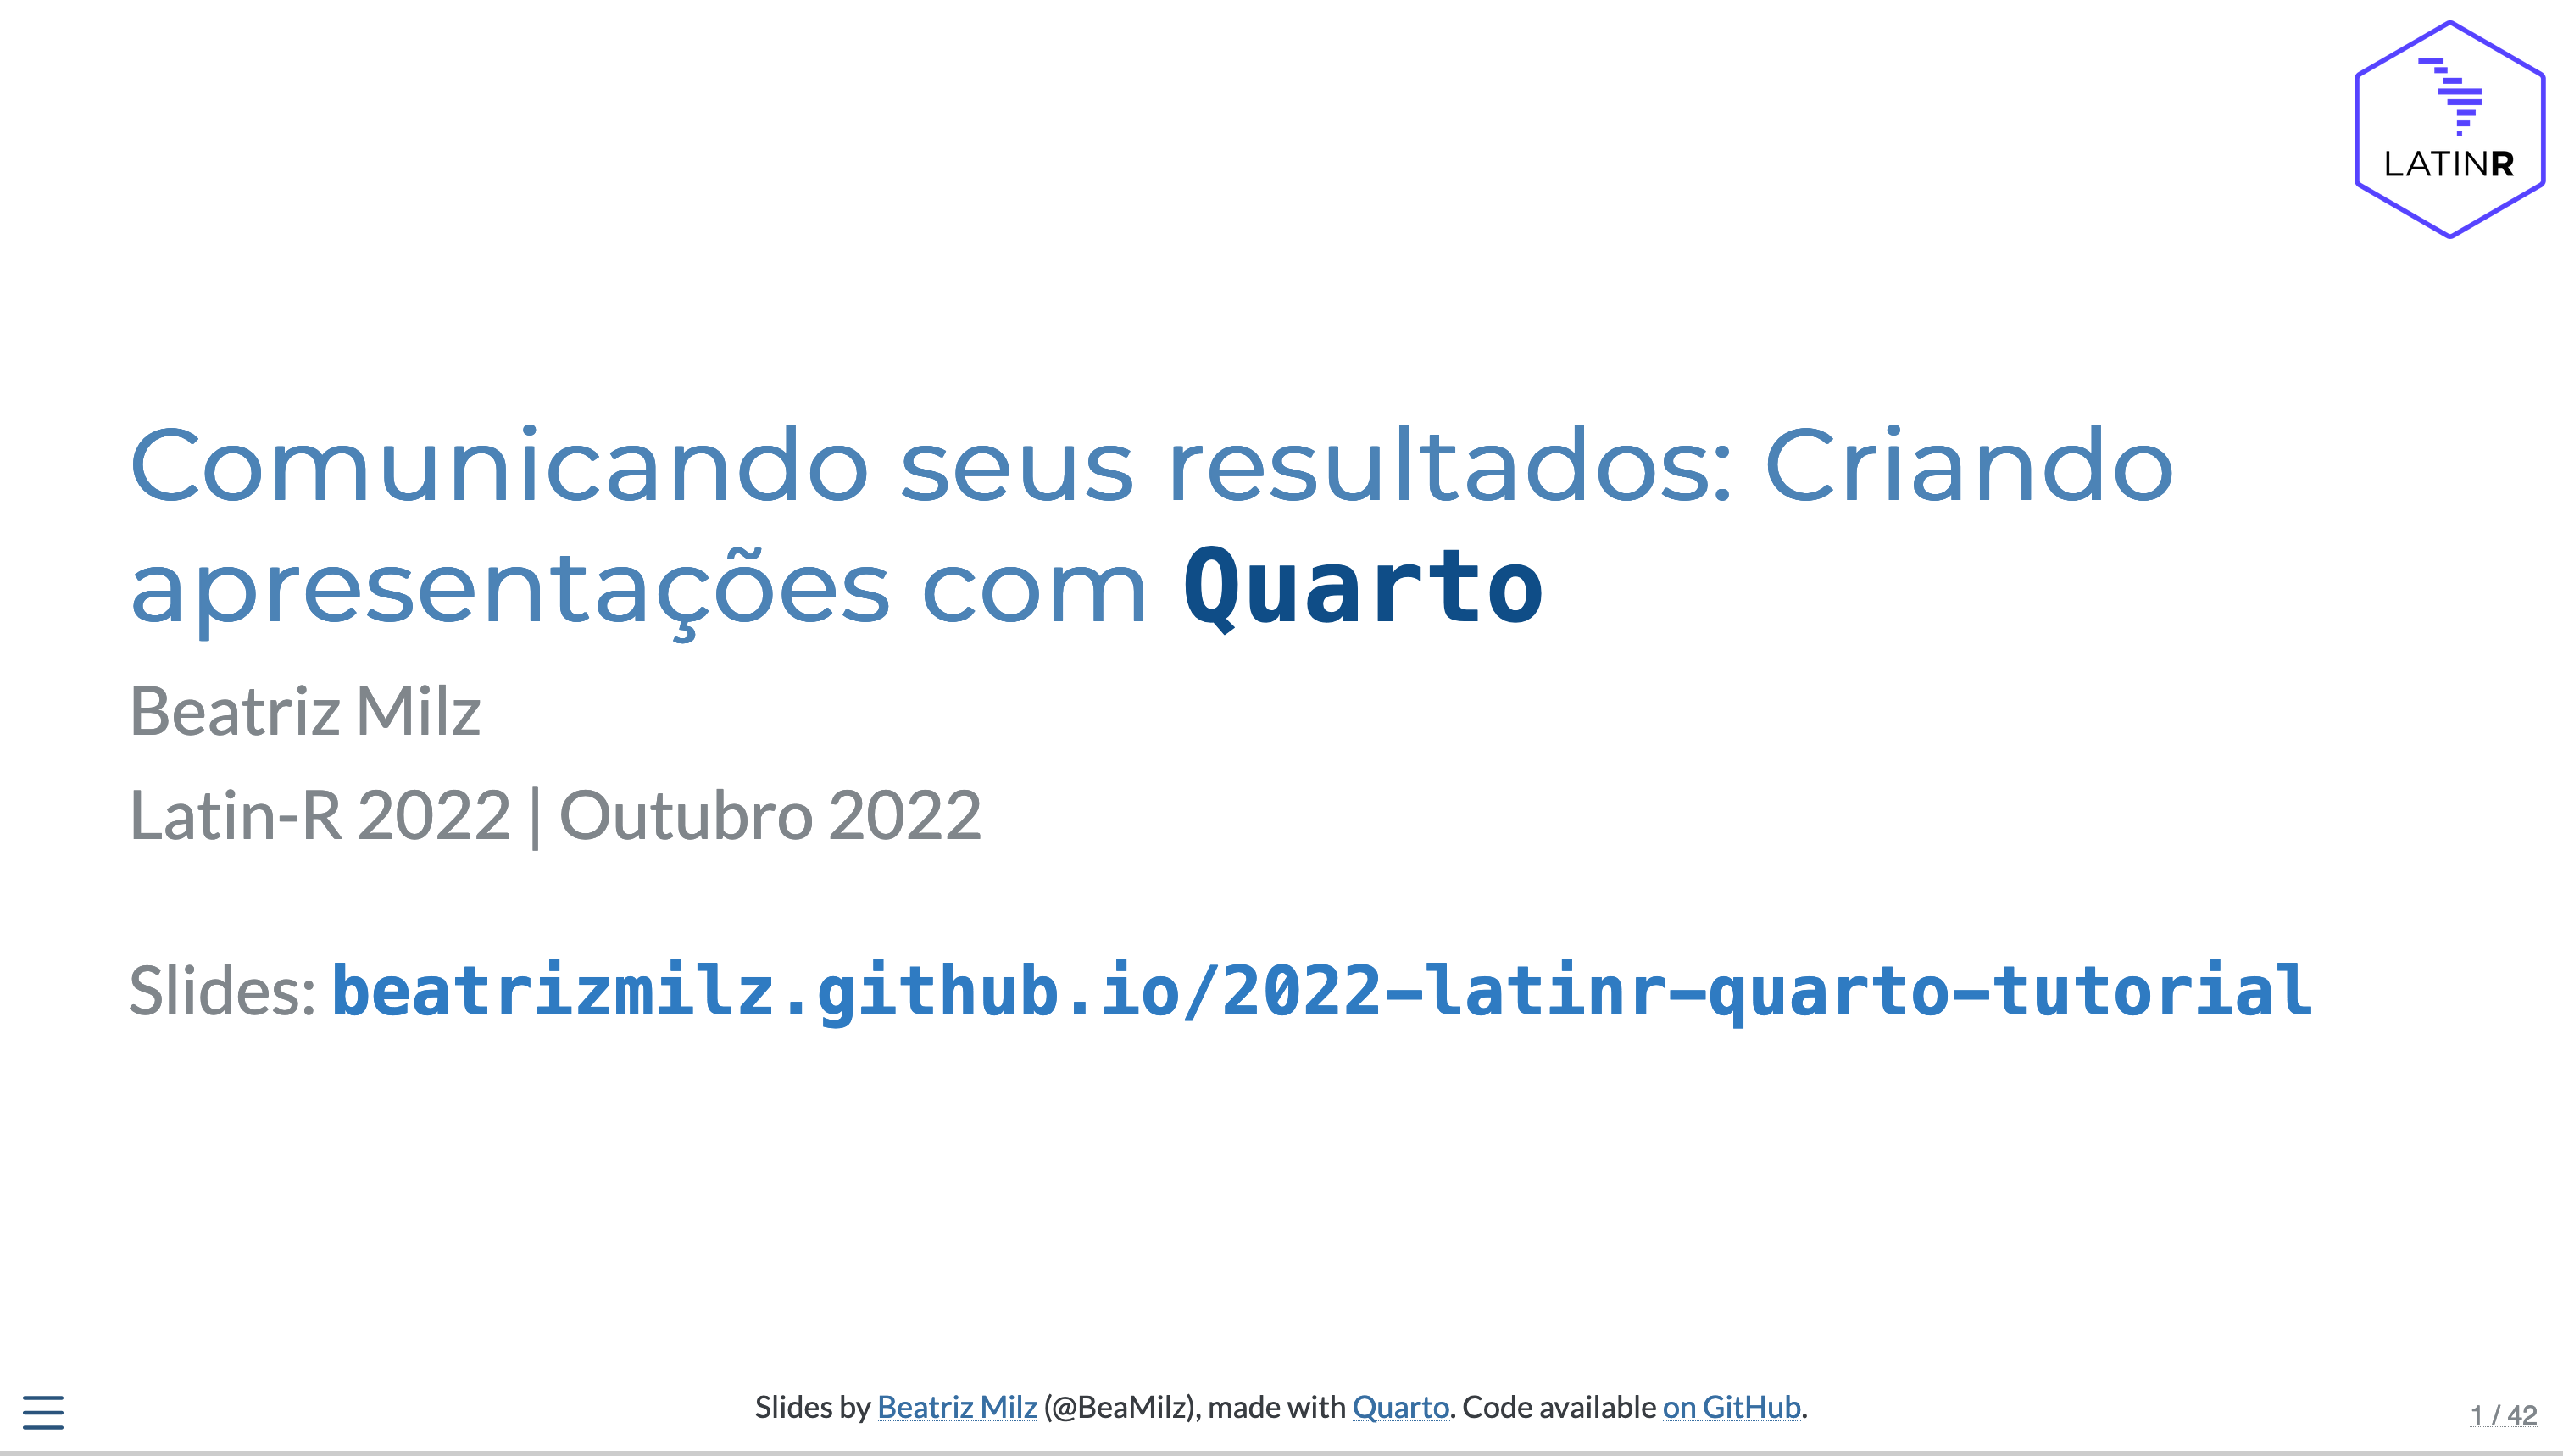 LATINR
Comunicando seus resultados: Criando
apresentações com Quarto
Beatriz Milz
Latin-R 2022 | Outubro 2022
Slides: beatrizmilz.github.io/2022-latinr-quarto-tutorial
Slides by Beatriz Milz (@BeaMilz), made with Quarto. Code available on GitHub.
1 / 42